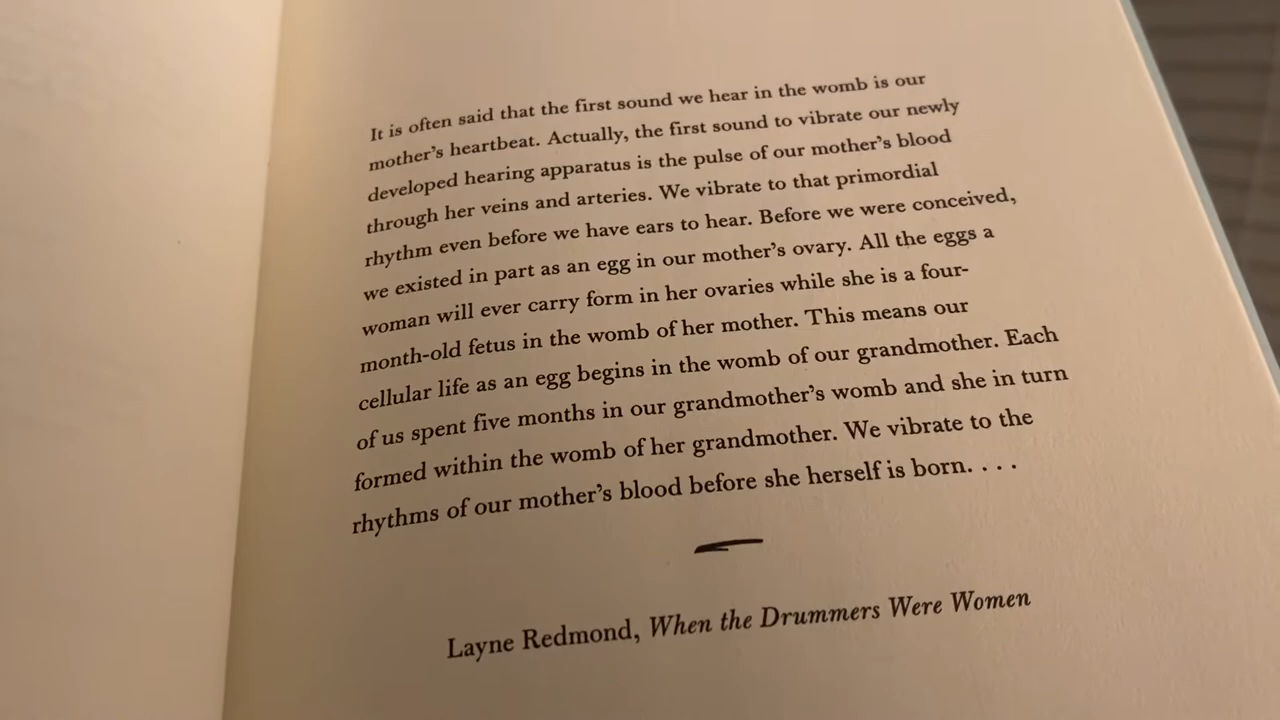 It is often said that the first sound we hear in the womb is our
mother’s heartbeat. Actually, the first sound to vibrate our newly
developed hearing apparatus is the pulse of our mother’s blood
through her veins and arteries. We vibrate to that primordial
rhythm even before we have ears to hear. Before we were conceived,
we existed in part as an egg in our mother’s ovary. All the eggs a
woman will ever carry form in her ovaries while she is a four-
month-old fetus in the womb of her mother. This means our
cellular life as an egg begins in the womb of our grandmother. Each
of us spent five months in our grandmother’s womb and she in turn
formed within the womb of her grandmother. We vibrate to the
rhythms of our mother’s blood before she herself is born. . . .
Layne Redmond, When the Drummers Were Women